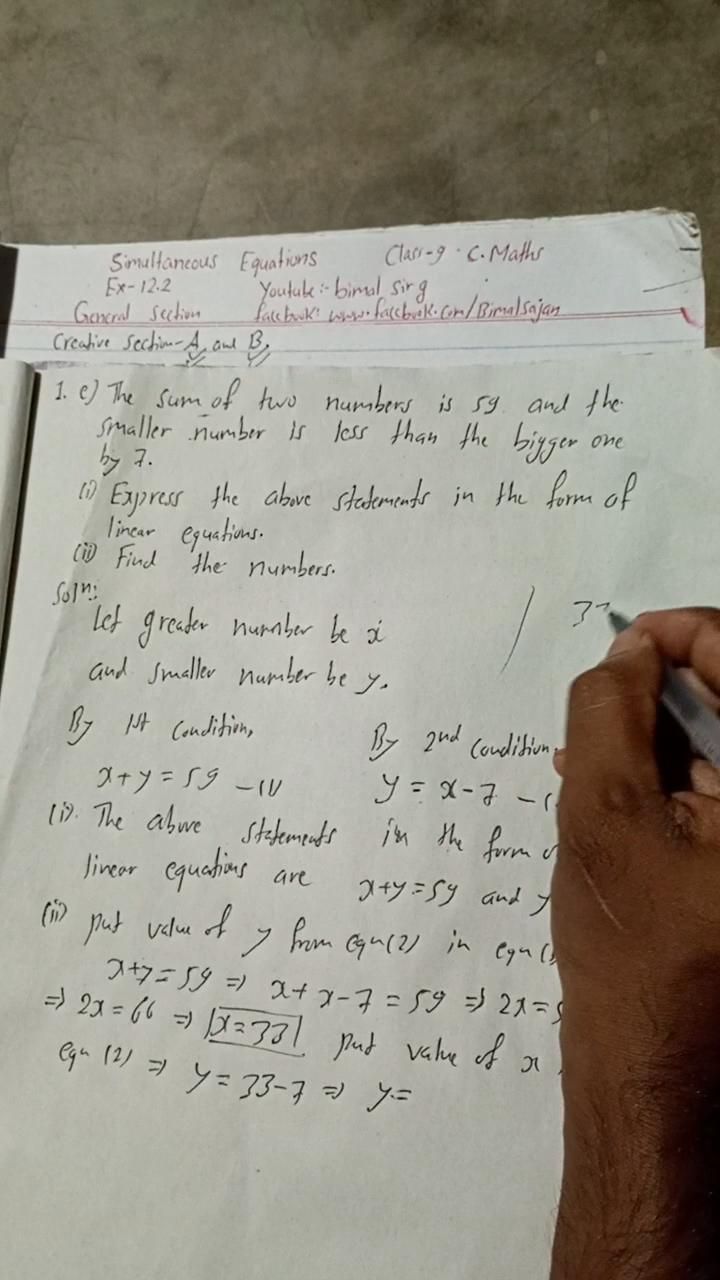 Simultaneous Equations Class-9 C.Maths
Ex-12.2 Youtube:- bimal sir g
General section facebook: www.facebook.com/Bimalsajan
Creative section-A and B,
1. e) The sum of two numbers is 59 and the
smaller number is less than the bigger one
by 7.
(i) Express the above statements in the form of
linear equations.
(ii) Find the numbers.
Solⁿ:
let greater number be x
and smaller number be y.
By 1st condition, By 2nd condition,
x+y=59 -(1) y=x-7 -(
(i). The above statements in the form
linear equations are x+y=59 and y
(ii) put value of y from eqn(2) in eqn(
x+y=59 ⇒ x+x-7=59 ⇒ 2x=
⇒ 2x=66 ⇒ x=33 put value of x
eqn (2) ⇒ y=33-7 ⇒ y=